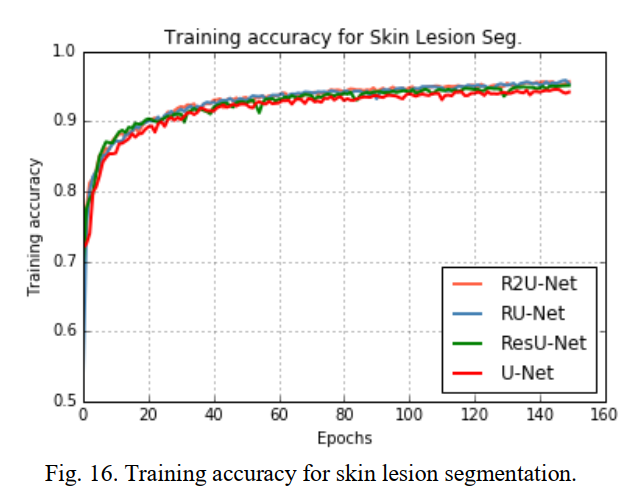 Training accuracy for Skin Lesion Seg.
1.0
0.9
0.8
0.7
0.6
0.5
Training accuracy
R2U-Net
RU-Net
ResU-Net
U-Net
0 20 40 60 80 100 120 140 160
Epochs
Fig. 16. Training accuracy for skin lesion segmentation.